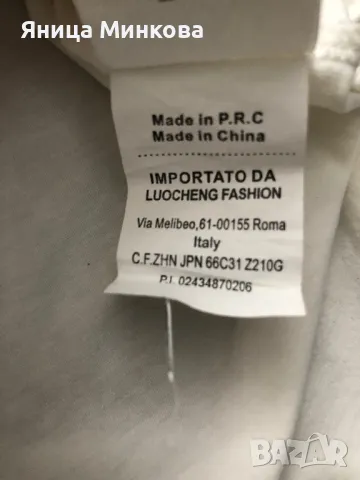 Яница Минкова
Made in P.R.C
Made in China
IMPORTATO DA
LUOCHENG FASHION
Via Melibeo,61-00155 Roma
Italy
C.F.ZHN JPN 66C31 Z210G
P.I. 02434870206
BAZAR